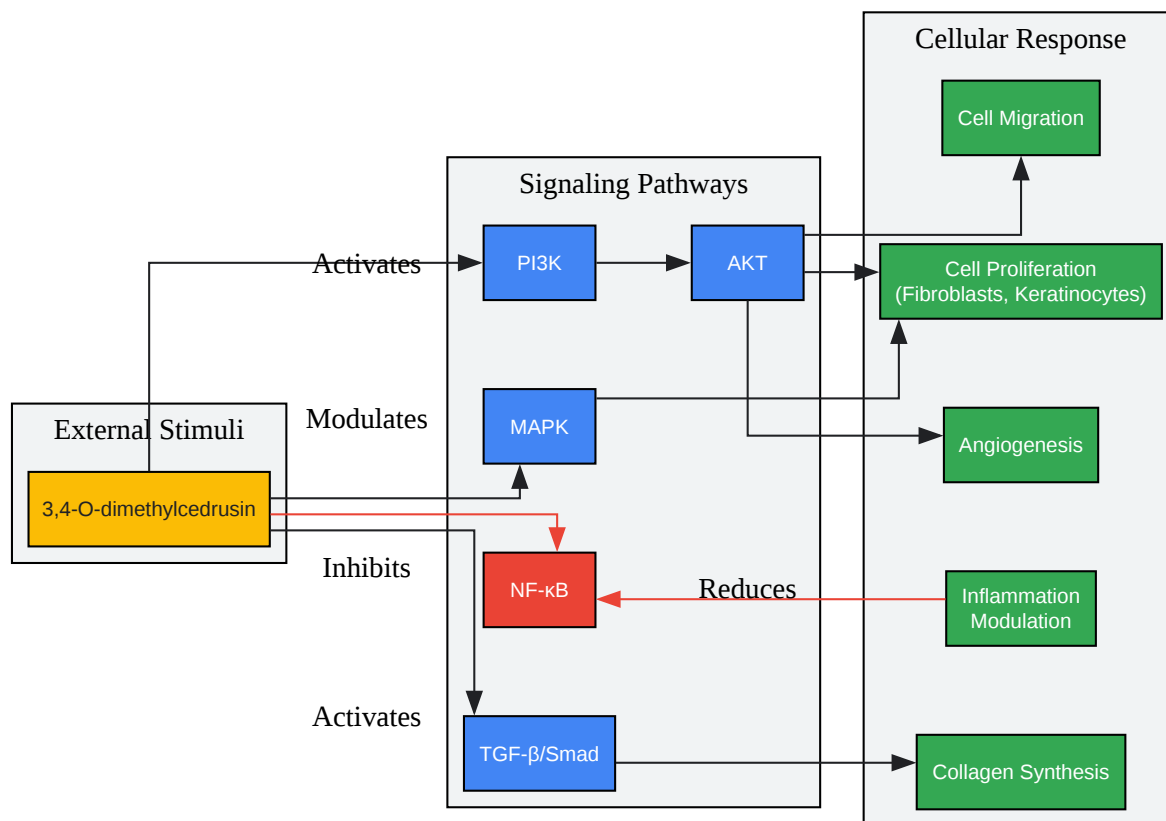 Cellular Response
Cell Migration
Signaling Pathways
Activates
PI3K
AKT
Cell Proliferation
(Fibroblasts, Keratinocytes)
External Stimuli
Modulates
MAPK
Angiogenesis
3,4-O-dimethylcedrusin
Inhibits
NF-κB
Reduces
Inflammation
Modulation
Activates
TGF-β/Smad
Collagen Synthesis